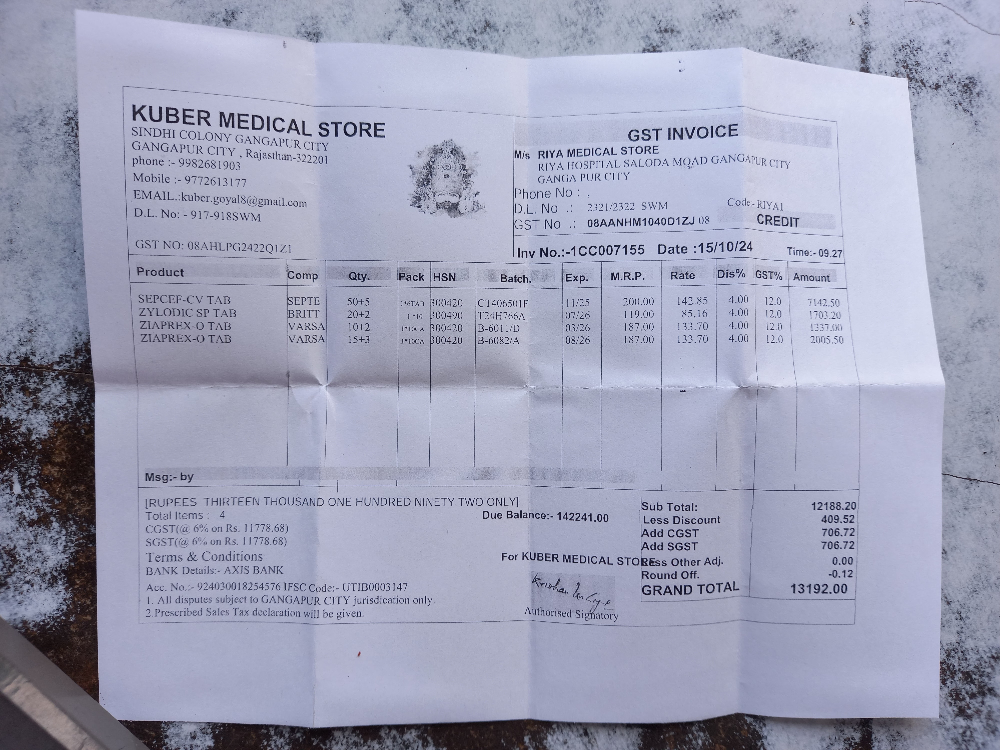 KUBER MEDICAL STORE
SINDHI COLONY GANGAPUR CITY
GANGAPUR CITY , Rajasthan-322201
phone :- 9982681903
Mobile :- 9772613177
EMAIL.:kuber.goyal8@gmail.com
D.L. No: - 917-918SWM
GST NO: 08AHLPG2422Q1Z1
GST INVOICE
M/s RIYA MEDICAL STORE
RIYA HOSPITAL SALODA MOAD GANGAPUR CITY
GANGA PUR CITY
Phone No : .
D.L. No .: 2321/2322 SWM Code- RIYA1
GST No .: 08AANHM1040D1ZJ 08 CREDIT
Inv No.:-1CC007155 Date :15/10/24 Time:- 09.27
Product Comp Qty. Pack HSN Batch. Exp. M.R.P. Rate Dis% GST% Amount
SEPCEF-CV TAB SEPTE 50+5 300420 C1406501F 11/25 200.00 142.85 4.00 12.0 7142.50
ZYLODIC SP TAB BRITT 20+2 300490 T24H766A 07/26 119.00 85.16 4.00 12.0 1703.20
ZIAPREX-O TAB VARSA 10+2 300420 03/26 187.00 133.70 4.00 12.0 1337.00
ZIAPREX-O TAB VARSA 15+3 300420 B-6082/A 08/26 187.00 133.70 4.00 12.0 2005.50
Msg:- by
[RUPEES THIRTEEN THOUSAND ONE HUNDRED NINETY TWO ONLY]
Total Items : 4 Due Balance:- 142241.00
CGST(@ 6% on Rs. 11778.68)
SGST(@ 6% on Rs. 11778.68)
Terms & Conditions
BANK Details:- AXIS BANK
Acc. No.:- 924030018254576 IFSC Code:- UTIB0003147
1. All disputes subject to GANGAPUR CITY jurisdication only.
2.Prescribed Sales Tax declaration will be given.
For KUBER MEDICAL STORE
Authorised Signatory
Sub Total: 12188.20
Less Discount 409.52
Add CGST 706.72
Add SGST 706.72
Less Other Adj. 0.00
Round Off. -0.12
GRAND TOTAL 13192.00